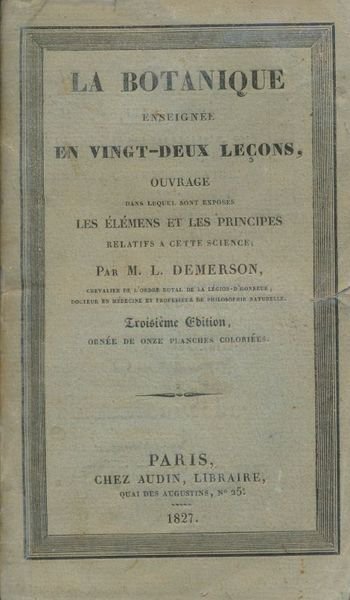 LA BOTANIQUE
ENSEIGNÉE
EN VINGT-DEUX LEÇONS,
OUVRAGE
DANS LEQUEL SONT EXPOSÉS
LES ÉLÉMENS ET LES PRINCIPES
RELATIFS A CETTE SCIENCE;
PAR M. L. DEMERSON,
CHEVALIER DE L'ORDRE ROYAL DE LA LÉGION-D'HONNEUR;
DOCTEUR EN MÉDECINE ET PROFESSEUR DE PHILOSOPHIE NATURELLE.
Troisième Edition,
ORNÉE DE ONZE PLANCHES COLORIÉES.
PARIS,
CHEZ AUDIN, LIBRAIRE,
QUAI DES AUGUSTINS, No 25.
1827.